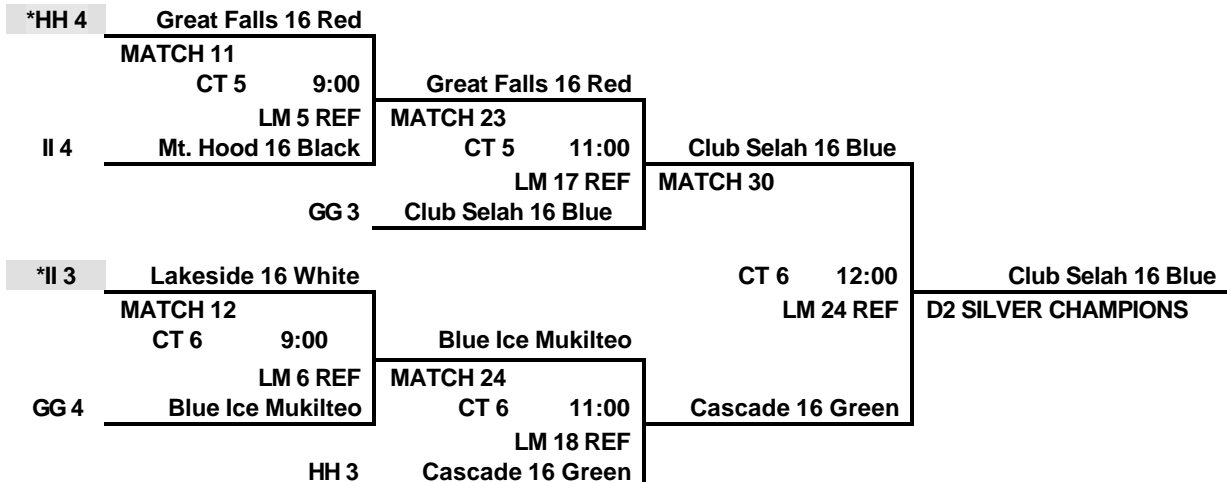 *HH 4 Great Falls 16 Red
MATCH 11
CT 5 9:00 Great Falls 16 Red
LM 5 REF MATCH 23
II 4 Mt. Hood 16 Black CT 5 11:00 Club Selah 16 Blue
LM 17 REF MATCH 30
GG 3 Club Selah 16 Blue
*II 3 Lakeside 16 White CT 6 12:00 Club Selah 16 Blue
MATCH 12 LM 24 REF D2 SILVER CHAMPIONS
CT 6 9:00 Blue Ice Mukilteo
LM 6 REF MATCH 24
GG 4 Blue Ice Mukilteo CT 6 11:00 Cascade 16 Green
LM 18 REF
HH 3 Cascade 16 Green